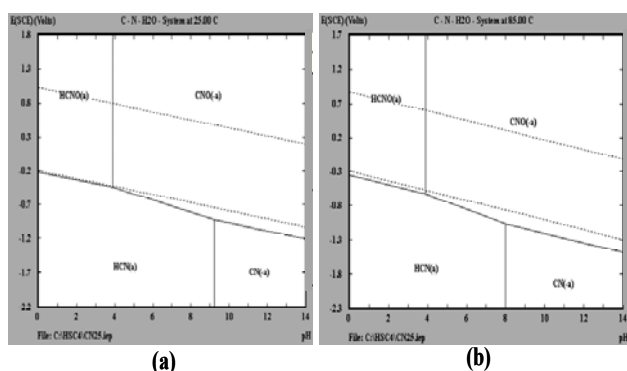 E(SCE) (Volts) C - N - H2O - System at 25.00 C
1.8
1.3
0.8
0.3
-0.2
-0.7
-1.2
-1.7
2.2
HCNO(a)
CNO(-a)
HCN(a)
CN(-a)
0 2 4 6 8 10 12 14
File: C:\HSC4\CN25.iep pH
(a)
E(SCE) (Volts) C - N - H2O - System at 85.00 C
1.7
1.2
0.7
0.2
-0.3
-0.8
-1.3
-1.8
-2.3
HCNO(a)
CNO(-a)
HCN(a)
CN(-a)
0 2 4 6 8 10 12 14
File: C:\HSC4\CN25.iep pH
(b)